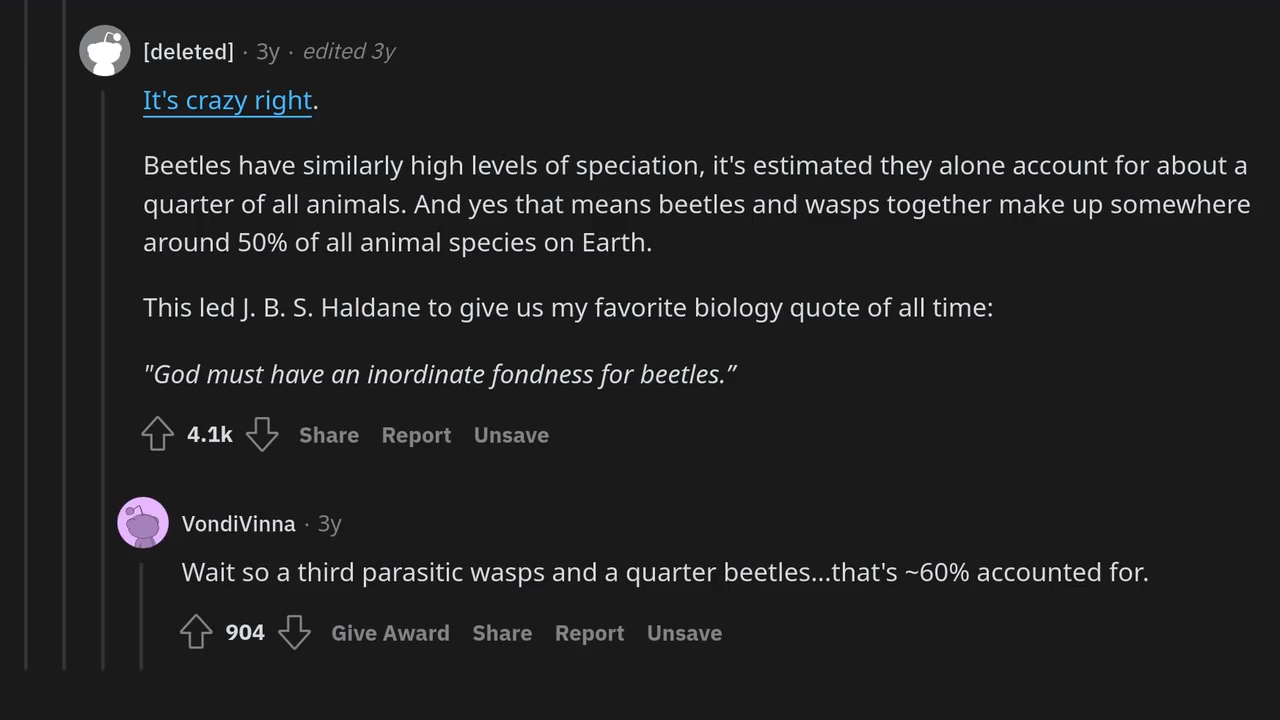 [deleted] · 3y · edited 3y
It's crazy right.
Beetles have similarly high levels of speciation, it's estimated they alone account for about a
quarter of all animals. And yes that means beetles and wasps together make up somewhere
around 50% of all animal species on Earth.
This led J. B. S. Haldane to give us my favorite biology quote of all time:
"God must have an inordinate fondness for beetles.”
4.1k Share Report Unsave
VondiVinna · 3y
Wait so a third parasitic wasps and a quarter beetles...that's ~60% accounted for.
904 Give Award Share Report Unsave